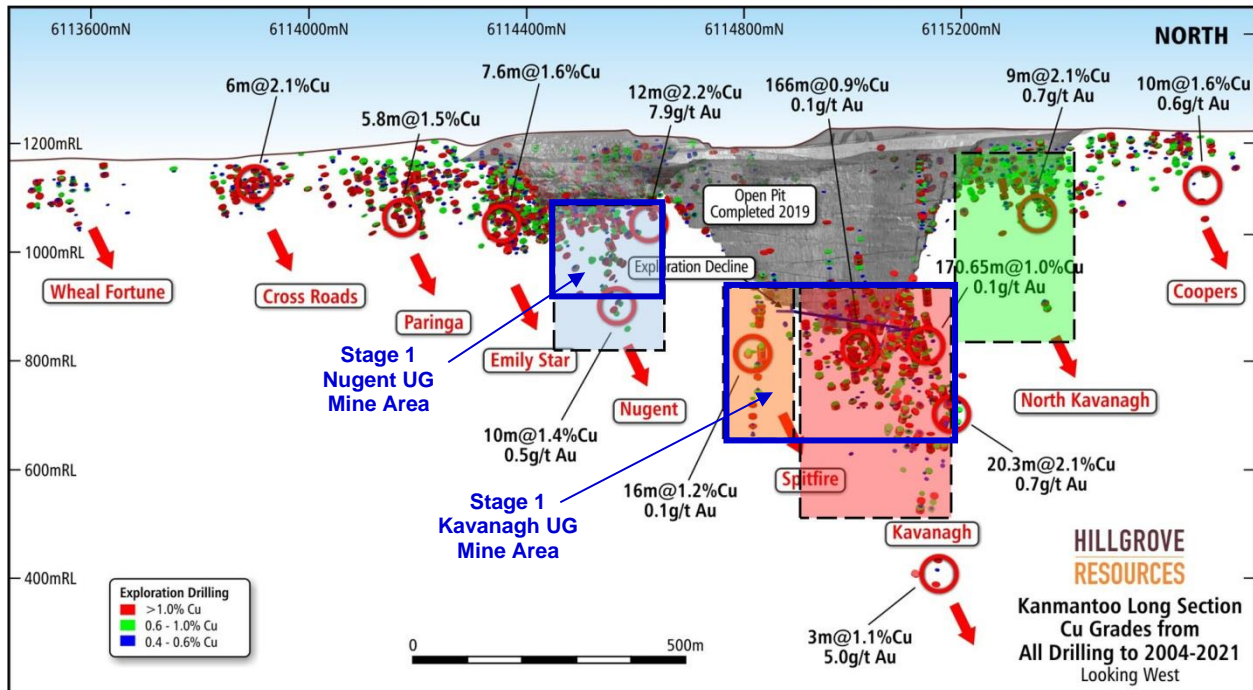 6113600mN
6114000mN
6114400mN
6114800mN
6115200mN
NORTH
7.6m@1.6%Cu
6m@2.1%Cu
5.8m@1.5%Cu
12m@2.2%Cu
7.9g/t Au
166m@0.9%Cu
0.1g/t Au
9m@2.1%Cu
0.7g/t Au
10m@1.6%Cu
0.6g/t Au
1200mRL
1000mRL
800mRL
600mRL
400mRL
Open Pit
Completed 2019
Exploration Decline
170.65m@1.0%Cu
0.1g/t Au
Wheal Fortune
Cross Roads
Paringa
Emily Star
Nugent
Coopers
North Kavanagh
Spitfire
Kavanagh
Stage 1
Nugent UG
Mine Area
10m@1.4%Cu
0.5g/t Au
16m@1.2%Cu
0.1g/t Au
20.3m@2.1%Cu
0.7g/t Au
Stage 1
Kavanagh UG
Mine Area
3m@1.1%Cu
5.0g/t Au
Exploration Drilling
>1.0% Cu
0.6 - 1.0% Cu
0.4 - 0.6% Cu
0
500m
HILLGROVE
RESOURCES
Kanmantoo Long Section
Cu Grades from
All Drilling to 2004-2021
Looking West